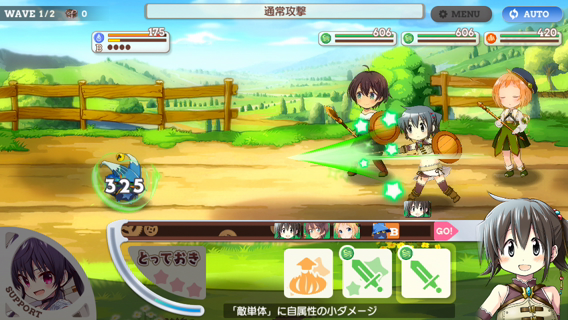 WAVE 1/2 0
通常攻撃
MENU
AUTO
175
B
606
606
420
325
B
GO!
とっておき
SUPPORT
「敵単体」に自属性の小ダメージ